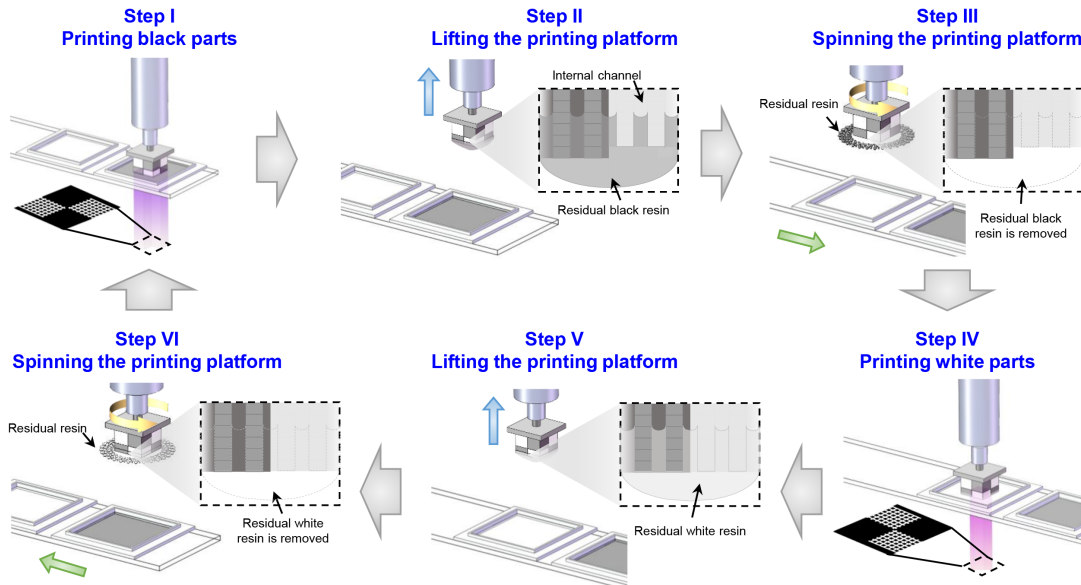 Step I
Printing black parts
Step II
Lifting the printing platform
Internal channel
Residual black resin
Step III
Spinning the printing platform
Residual resin
Residual black
resin is removed
Step VI
Spinning the printing platform
Residual resin
Residual white
resin is removed
Step V
Lifting the printing platform
Residual white resin
Step IV
Printing white parts